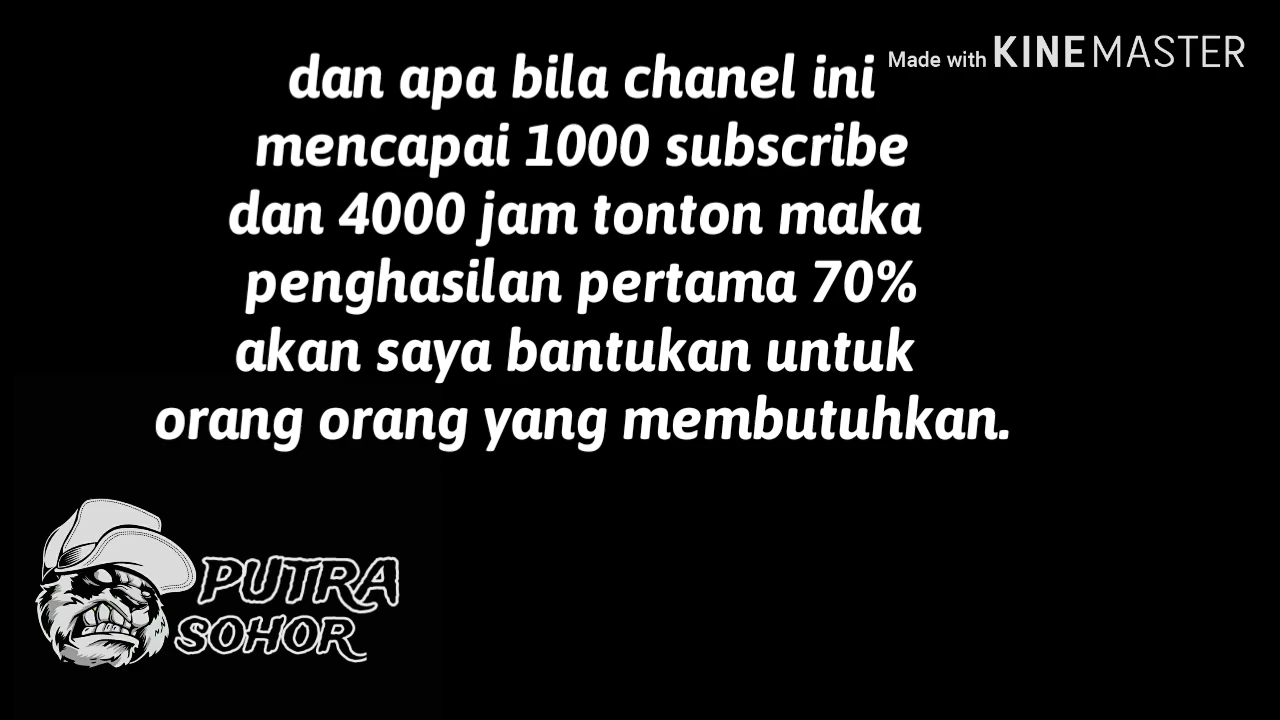 Made with KINEMASTER
dan apa bila chanel ini
mencapai 1000 subscribe
dan 4000 jam tonton maka
penghasilan pertama 70%
akan saya bantukan untuk
orang orang yang membutuhkan.
PUTRA
SOHOR